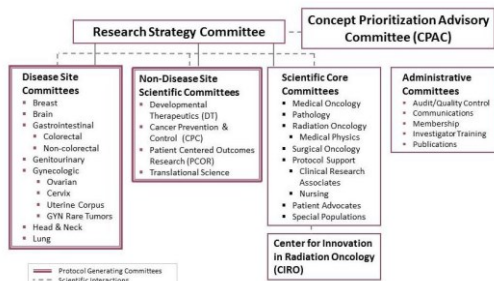 Research Strategy Committee
Concept Prioritization Advisory
Committee (CPAC)
Disease Site
Committees
Breast
Brain
Gastrointestinal
Colorectal
Non-colorectal
Genitourinary
Gynecologic
Ovarian
Cervix
Uterine Corpus
GYN Rare Tumors
Head & Neck
Lung
Non-Disease Site
Scientific Committees
Developmental
Therapeutics (DT)
Cancer Prevention &
Control (CPC)
Patient Centered Outcomes
Research (PCOR)
Translational Science
Scientific Core
Committees
Medical Oncology
Pathology
Radiation Oncology
Medical Physics
Surgical Oncology
Protocol Support
Clinical Research
Associates
Nursing
Patient Advocates
Special Populations
Administrative Committees
Audit/Quality Control
Communications
Membership
Investigator Training
Publications
Center for Innovation
in Radiation Oncology
(CIRO)
Protocol Generating Committees
Scientific Interactions